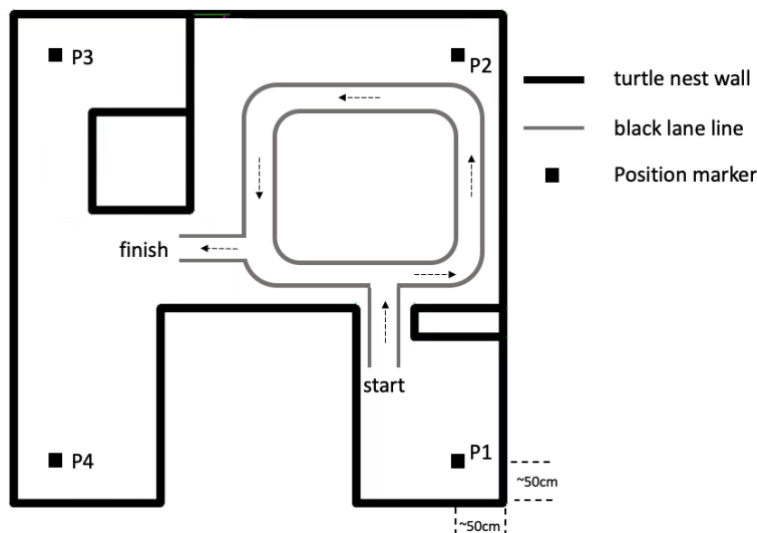 P3
P2
turtle nest wall
black lane line
Position marker
finish
start
P4
P1
~50cm
~50cm